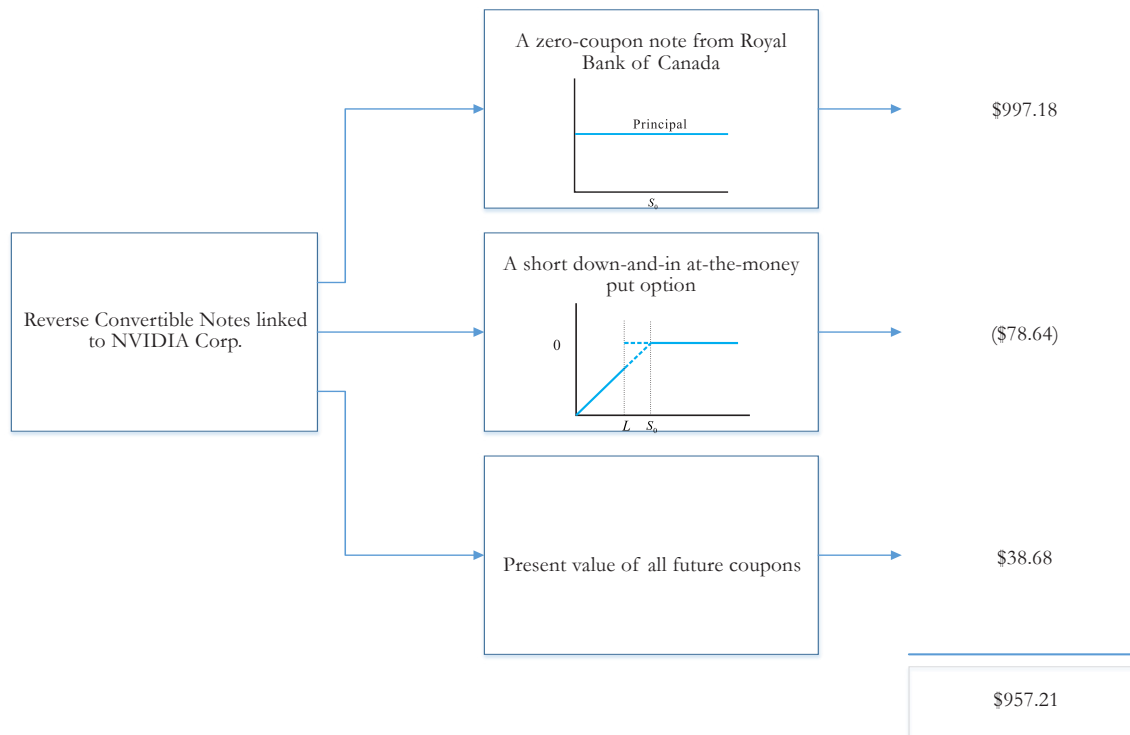 A zero-coupon note from Royal
Bank of Canada
Principal
S₀
$997.18
Reverse Convertible Notes linked
to NVIDIA Corp.
A short down-and-in at-the-money
put option
0
L S₀
($78.64)
Present value of all future coupons
$38.68
$957.21